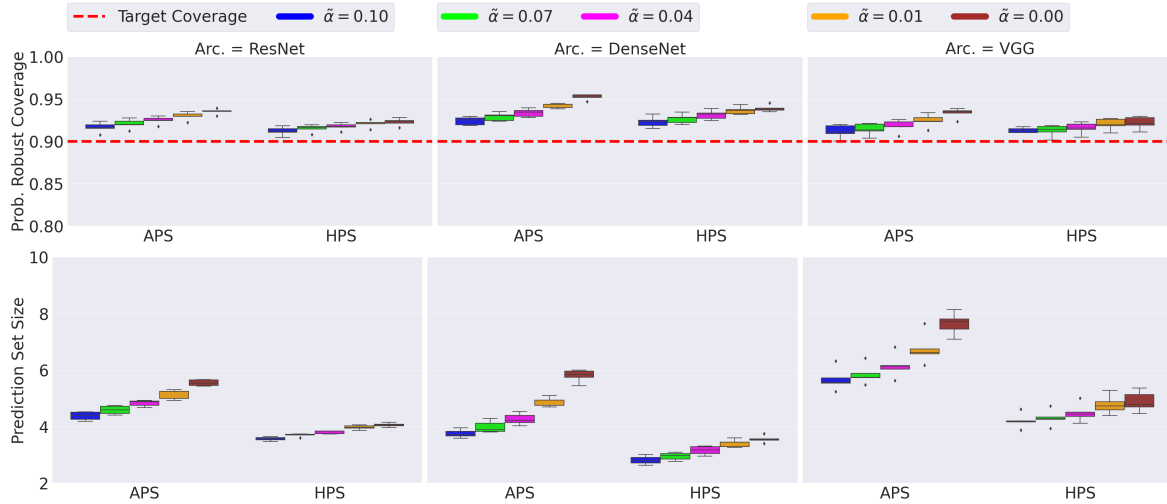 Target Coverage
α̃ = 0.10
α̃ = 0.07
α̃ = 0.04
α̃ = 0.01
α̃ = 0.00
Arc. = ResNet
Arc. = DenseNet
Arc. = VGG
Prob. Robust Coverage
1.00
0.95
0.90
0.85
0.80
APS
HPS
APS
HPS
APS
HPS
Prediction Set Size
10
8
6
4
2
APS
HPS
APS
HPS
APS
HPS